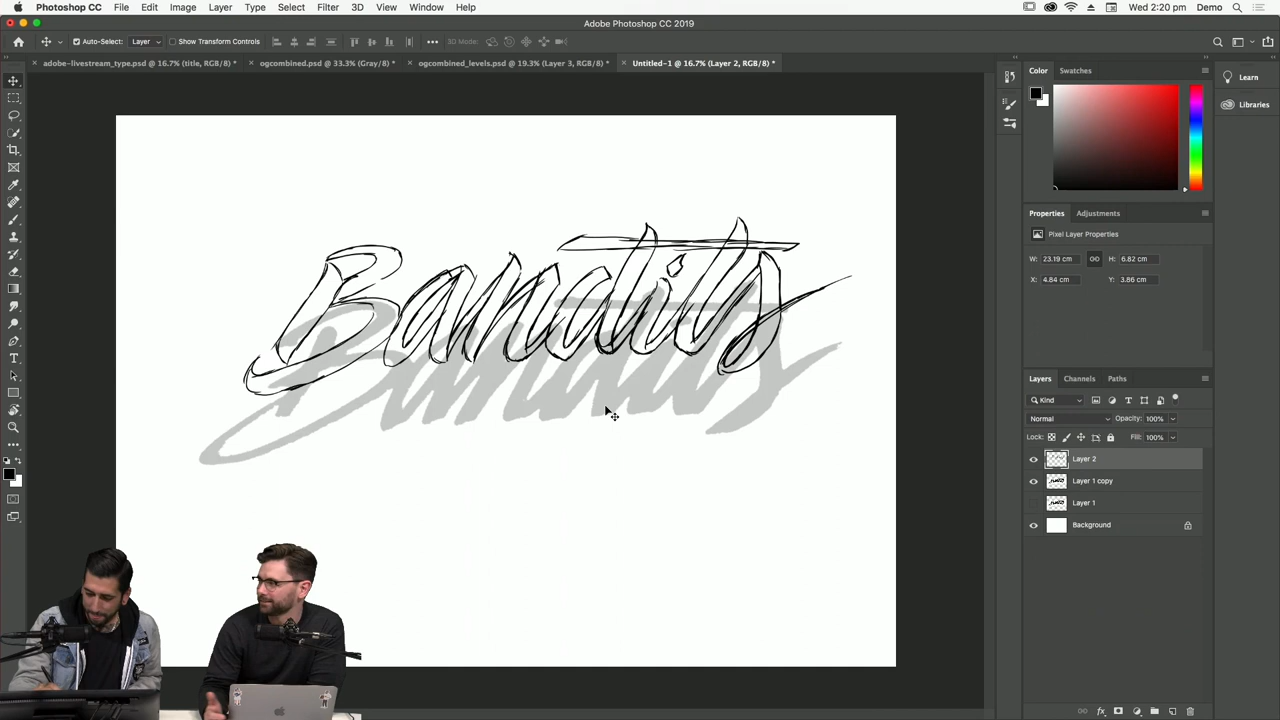 Photoshop CC File Edit Image Layer Type Select Filter 3D View Window Help Wed 2:20 pm Demo
Adobe Photoshop CC 2019
Auto-Select: Layer Show Transform Controls 3D Mode:
adobe-livestream_type.psd @ 16.7% (title, RGB/8) * ogcombined.psd @ 33.3% (Gray/8) * ogcombined_levels.psd @ 19.3% (Layer 3, RGB/8) * Untitled-1 @ 16.7% (Layer 2, RGB/8) *
Color Swatches
Learn
Libraries
Bandits
Bandits
Properties Adjustments
Pixel Layer Properties
W: 23.19 cm H: 6.82 cm
X: 4.84 cm Y: 3.86 cm
Layers Channels Paths
Kind
Normal Opacity: 100%
Lock: Fill: 100%
Layer 2
Layer 1 copy
Layer 1
Background